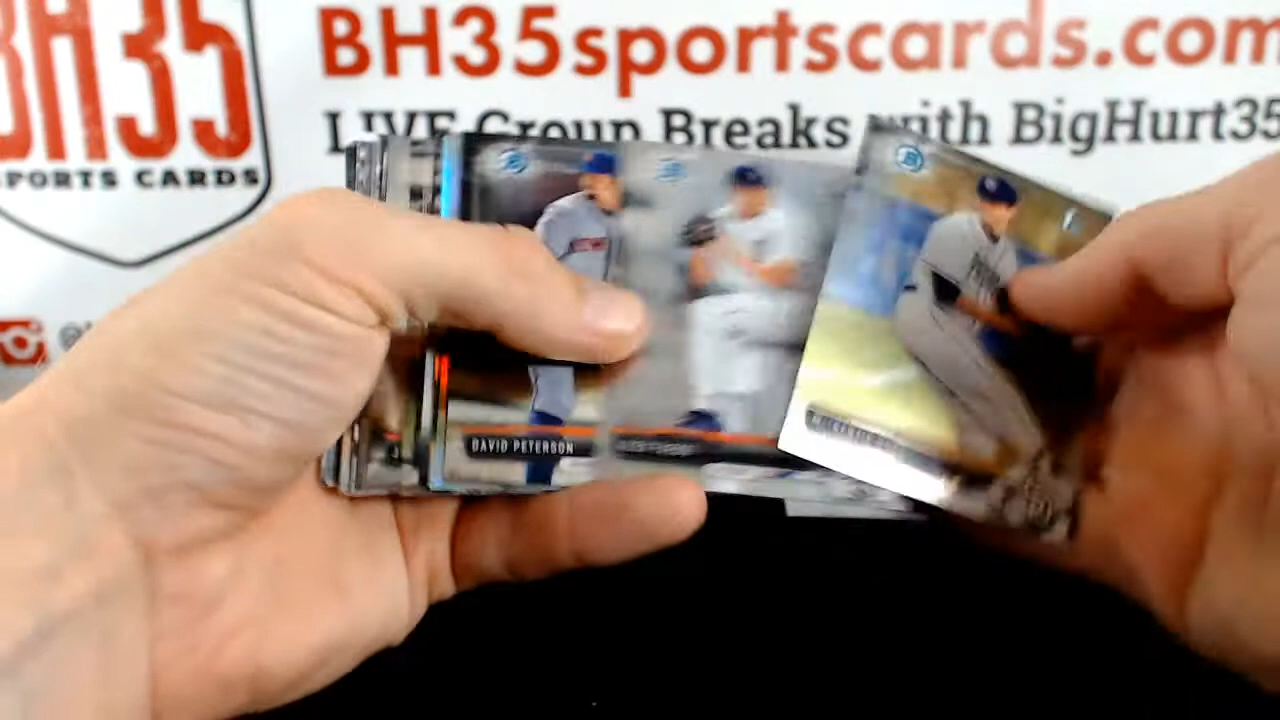 BH35
SPORTS CARDS
BH35sportscards.com
LIVE Group Breaks with BigHurt35
DAVID PETERSON